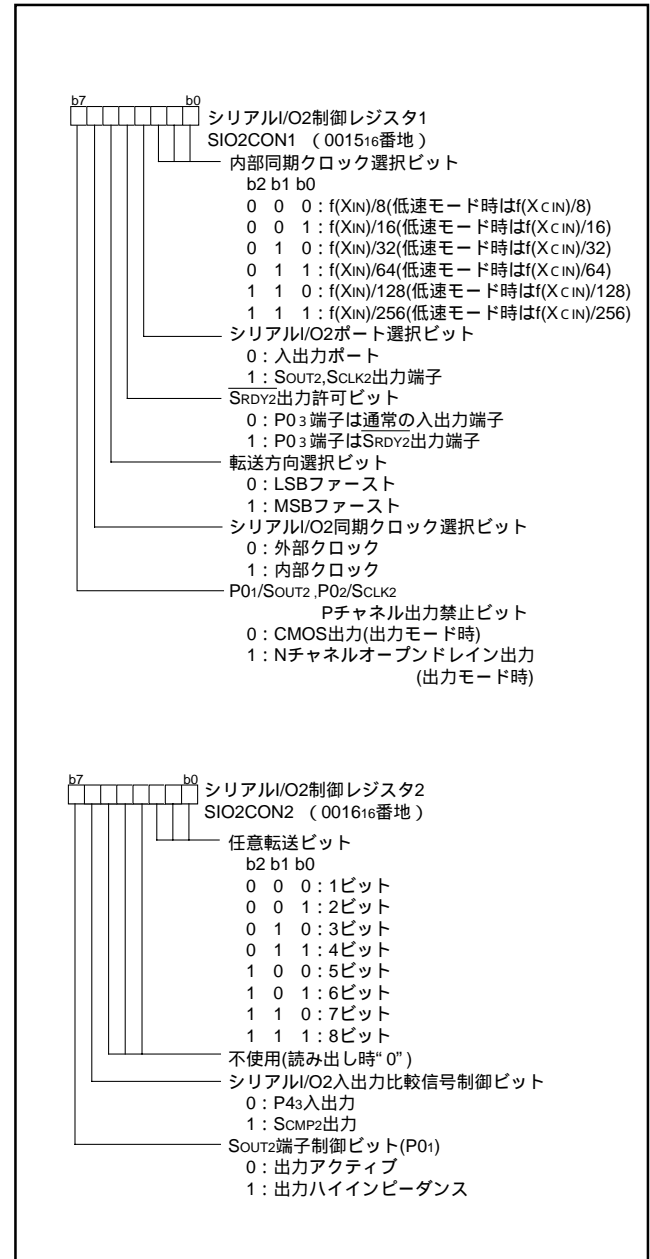 b7 b0
シリアルI/O2制御レジスタ1
SIO2CON1 （001516番地）
内部同期クロック選択ビット
b2 b1 b0
0 0 0：f(XIN)/8(低速モード時はf(XCIN)/8)
0 0 1：f(XIN)/16(低速モード時はf(XCIN)/16)
0 1 0：f(XIN)/32(低速モード時はf(XCIN)/32)
0 1 1：f(XIN)/64(低速モード時はf(XCIN)/64)
1 1 0：f(XIN)/128(低速モード時はf(XCIN)/128)
1 1 1：f(XIN)/256(低速モード時はf(XCIN)/256)
シリアルI/O2ポート選択ビット
0：入出力ポート
1：SOUT2,SCLK2出力端子
SRDY2出力許可ビット
0：P03端子は通常の入出力端子
1：P03端子はSRDY2出力端子
転送方向選択ビット
0：LSBファースト
1：MSBファースト
シリアルI/O2同期クロック選択ビット
0：外部クロック
1：内部クロック
P01/SOUT2 ,P02/SCLK2
Pチャネル出力禁止ビット
0：CMOS出力(出力モード時)
1：Nチャネルオープンドレイン出力
(出力モード時)
b7 b0
シリアルI/O2制御レジスタ2
SIO2CON2 （001616番地）
任意転送ビット
b2 b1 b0
0 0 0：1ビット
0 0 1：2ビット
0 1 0：3ビット
0 1 1：4ビット
1 0 0：5ビット
1 0 1：6ビット
1 1 0：7ビット
1 1 1：8ビット
不使用(読み出し時“0”)
シリアルI/O2入出力比較信号制御ビット
0：P43入出力
1：SCMP2出力
SOUT2端子制御ビット(P01)
0：出力アクティブ
1：出力ハイインピーダンス